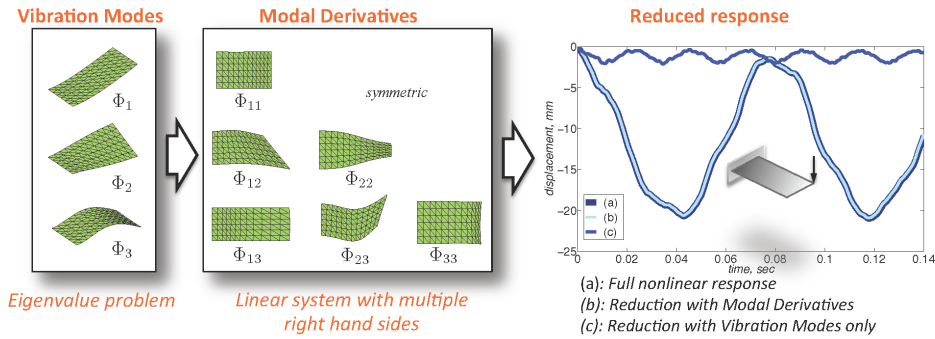 Vibration Modes
Φ1
Φ2
Φ3
Eigenvalue problem
Modal Derivatives
Φ11
symmetric
Φ12
Φ22
Φ13
Φ23
Φ33
Linear system with multiple
right hand sides
Reduced response
displacement, mm
0
−5
−10
−15
−20
−25
(a)
(b)
(c)
0
0.02
0.04
0.06
0.08
0.1
0.12
0.14
time, sec
(a): Full nonlinear response
(b): Reduction with Modal Derivatives
(c): Reduction with Vibration Modes only